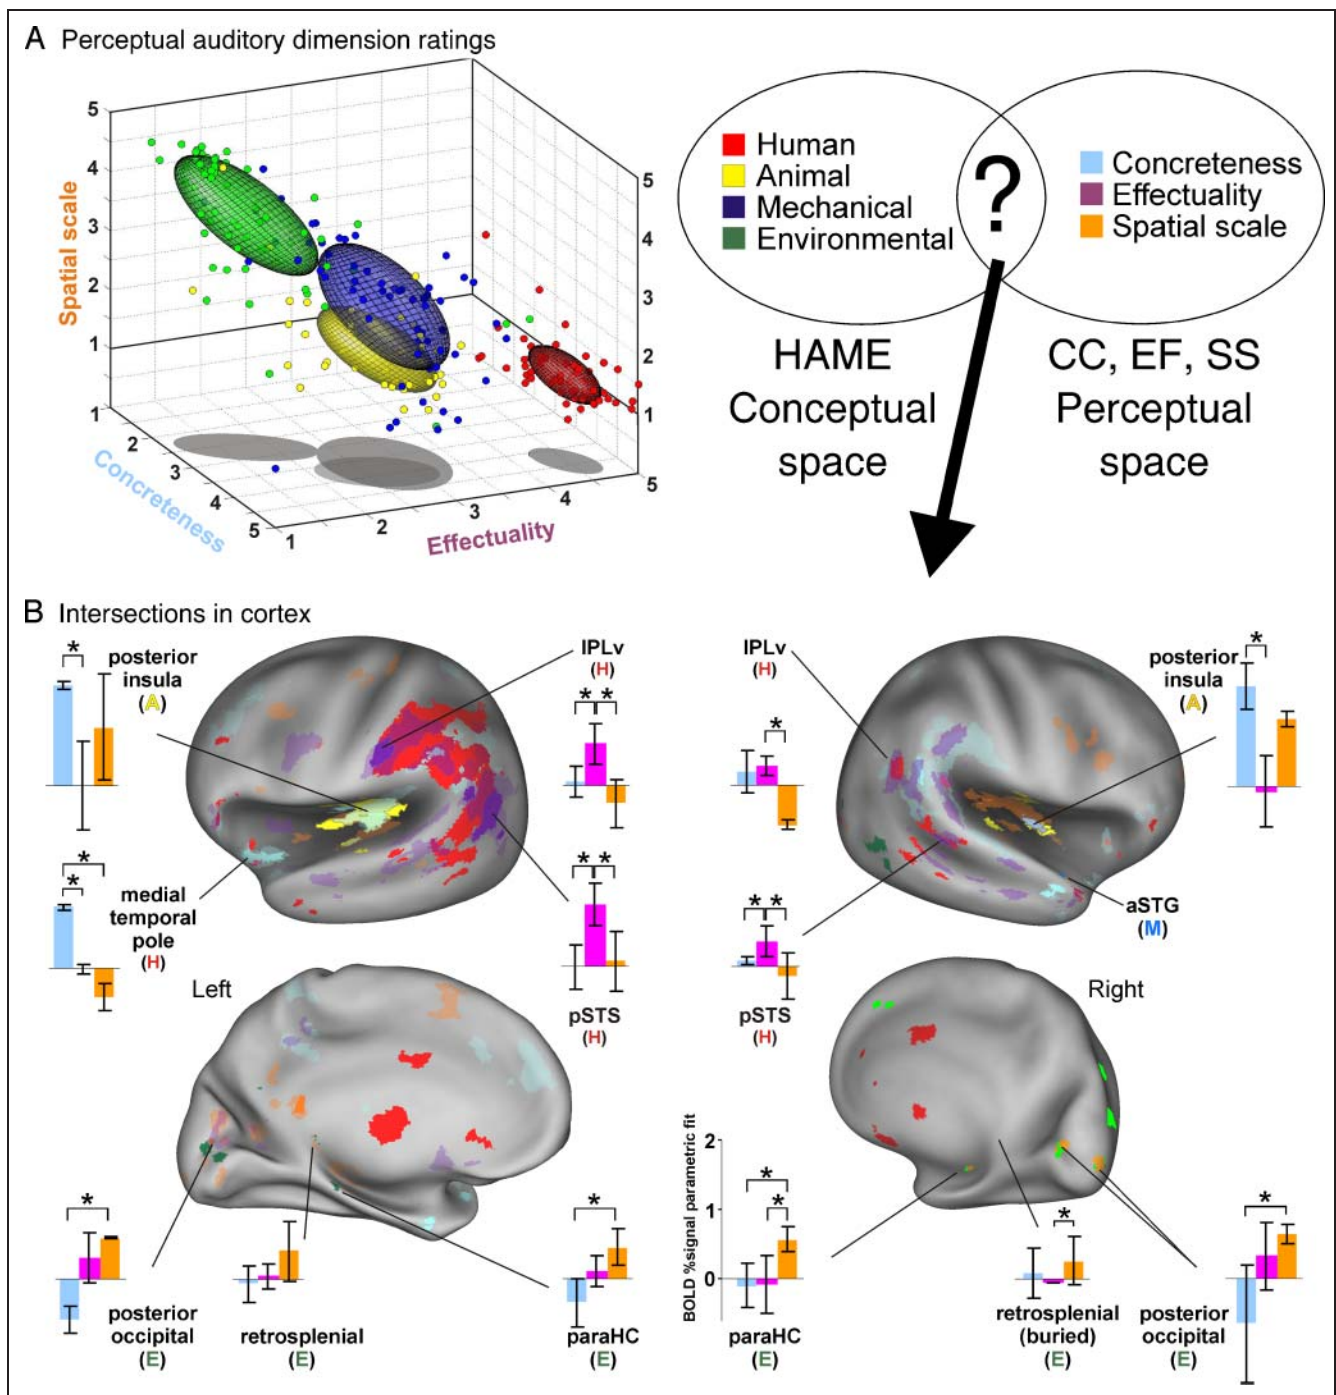 A Perceptual auditory dimension ratings
5
4
3
2
1
Spatial scale
1
2
3
4
5
Concreteness
1
2
3
4
5
Effectuality
5
4
3
2
1
Human
Animal
Mechanical
Environmental
?
Concreteness
Effectuality
Spatial scale
HAME
Conceptual
space
CC, EF, SS
Perceptual
space
B Intersections in cortex
*
posterior
insula
(A)
IPLv
(H)
* *
IPLv
(H)
*
posterior
insula
(A)
*
*
*
medial
temporal
pole
(H)
* *
pSTS
(H)
* *
pSTS
(H)
aSTG
(M)
Left
Right
*
posterior
occipital
(E)
retrosplenial
(E)
*
paraHC
(E)
BOLD %signal parametric fit
2
1
0
*
*
paraHC
(E)
*
retrosplenial
(buried)
(E)
*
posterior
occipital
(E)